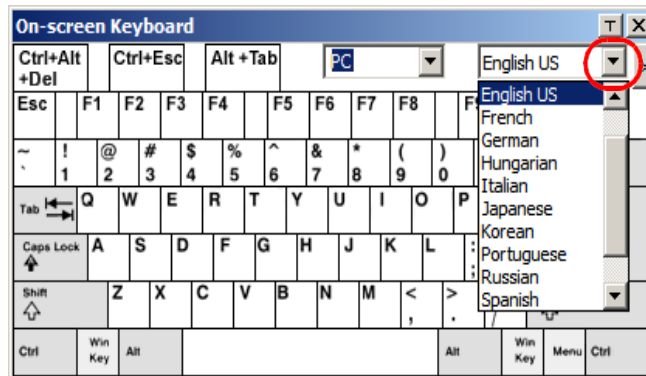 On-screen Keyboard T X
Ctrl+Alt +Del Ctrl+Esc Alt +Tab PC English US
English US
French
German
Hungarian
Italian
Japanese
Korean
Portuguese
Russian
Spanish
Esc F1 F2 F3 F4 F5 F6 F7 F8
~ ! @ # $ % ^ & * ( )
` 1 2 3 4 5 6 7 8 9 0
Tab Q W E R T Y U I O P
Caps Lock A S D F G H J K L : ;
Shift Z X C V B N M < >
, . /
Ctrl Win Key Alt Alt Win Key Menu Ctrl